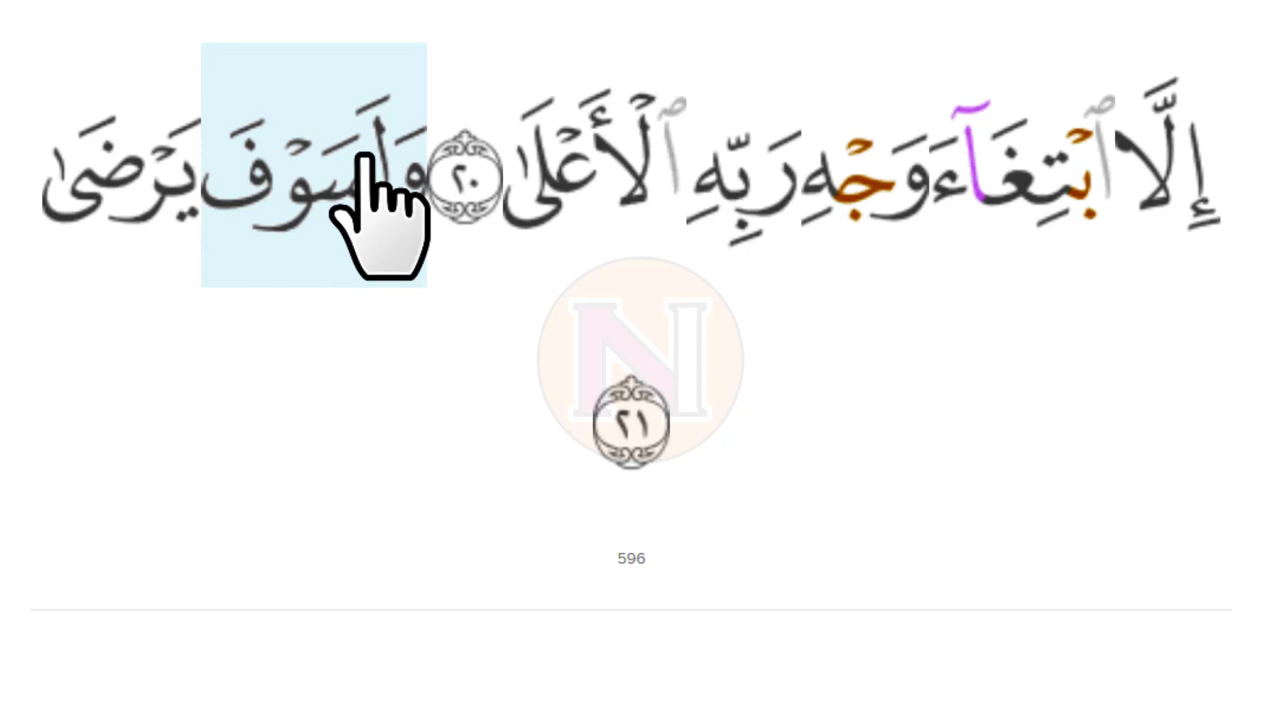 إِلَّا ٱبْتِغَآءَ وَجْهِ رَبِّهِ ٱلْأَعْلَىٰ ٢٠ وَلَسَوْفَ يَرْضَىٰ
N
٢١
596